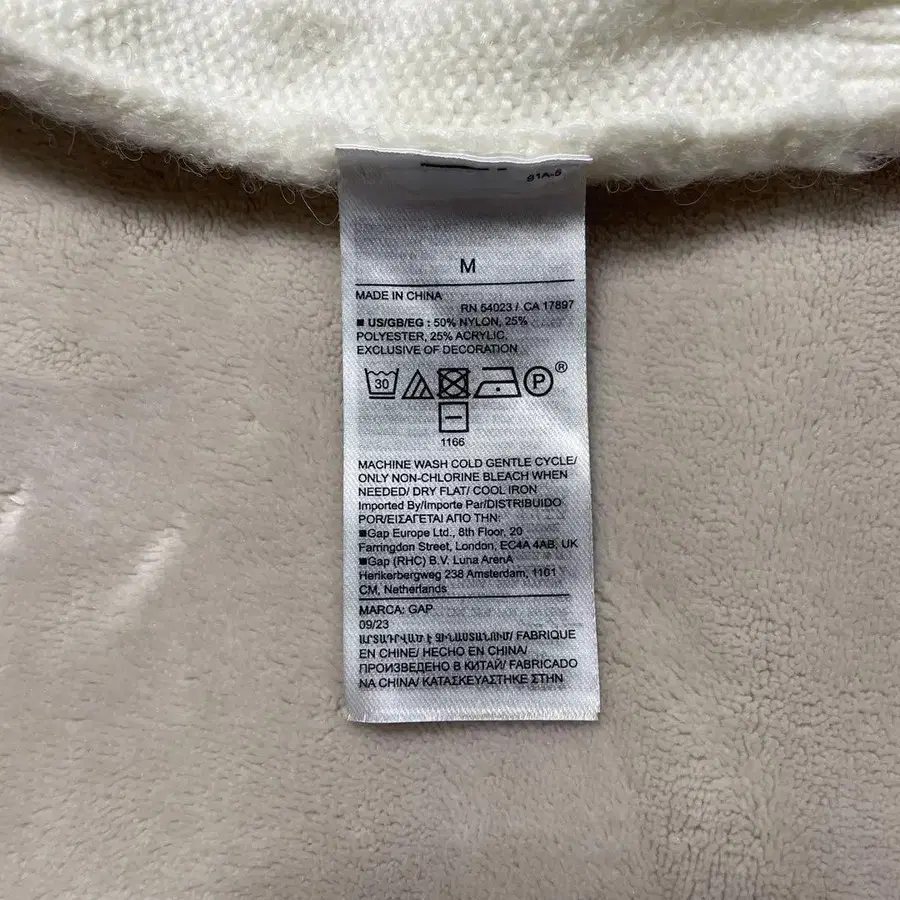 61A-5
M
MADE IN CHINA
RN 54023 / CA 17897
US/GB/EG : 50% NYLON, 25%
POLYESTER, 25% ACRYLIC,
EXCLUSIVE OF DECORATION
30 P ®
1166
MACHINE WASH COLD GENTLE CYCLE/
ONLY NON-CHLORINE BLEACH WHEN
NEEDED/ DRY FLAT/ COOL IRON
Imported By/Importe Par/DISTRIBUIDO
POR/ΕΙΣΑΓΕΤΑΙ ΑΠΟ ΤΗΝ:
■Gap Europe Ltd., 8th Floor, 20
Farringdon Street, London, EC4A 4AB, UK
■Gap (RHC) B.V. Luna ArenA
Herikerbergweg 238 Amsterdam, 1101
CM, Netherlands
MARCA: GAP
09/23
ԱՐՏԱԴՐՎԱԾ Է ՉԻՆԱՍՏԱՆՈՒՄ/ FABRIQUE
EN CHINE/ HECHO EN CHINA/
ПРОИЗВЕДЕНО В КИТАЙ/ FABRICADO
NA CHINA/ ΚΑΤΑΣΚΕΥΑΣΤΗΚΕ ΣΤΗΝ